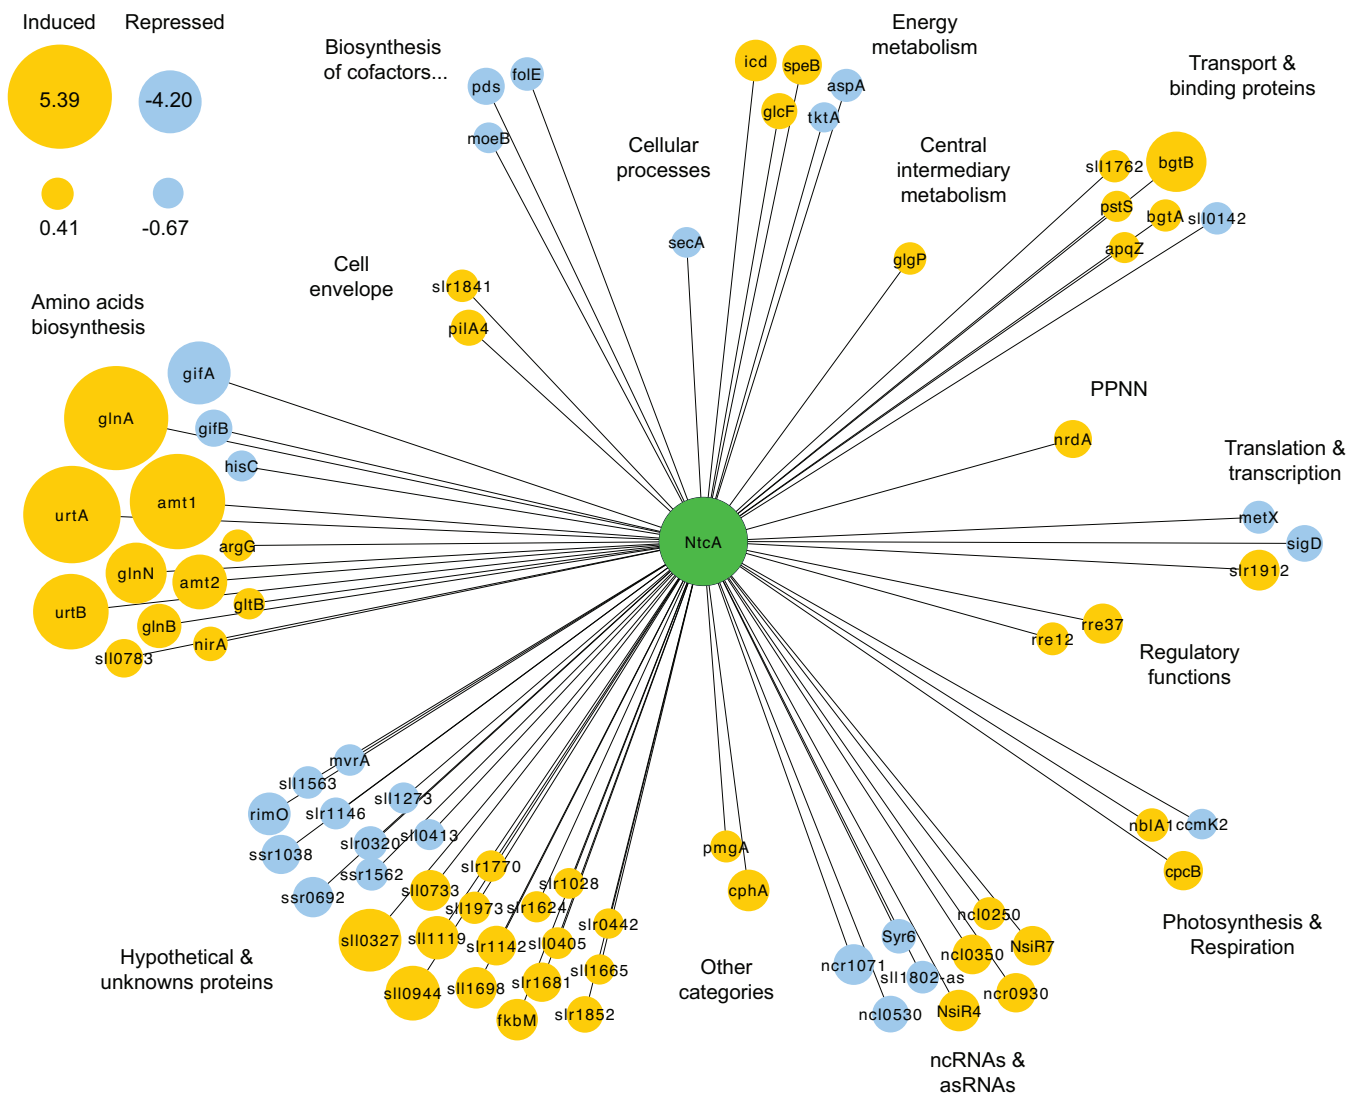 Induced
Repressed
5.39
-4.20
0.41
-0.67
Biosynthesis
of cofactors...
pds
folE
moeB
Cellular
processes
secA
Energy
metabolism
icd
speB
aspA
glcF
tktA
Central
intermediary
metabolism
glgP
Transport &
binding proteins
sll1762
bgtB
pstS
bgtA
sll0142
apqZ
Cell
envelope
slr1841
pilA4
Amino acids
biosynthesis
gifA
glnA
gifB
hisC
amt1
urtA
argG
glnN
amt2
gltB
urtB
glnB
nirA
sll0783
NtcA
PPNN
nrdA
Translation &
transcription
metX
sigD
slr1912
rre37
rre12
Regulatory
functions
mvrA
sll1563
rimO
slr1146
sll1273
slr0320
sll0413
ssr1038
ssr1562
ssr0692
slr1770
sll0733
slr1028
sll1973
slr1624
slr0442
sll0327
sll1119
slr1142
sll0405
sll1665
sll0944
sll1698
slr1681
fkbM
slr1852
Hypothetical &
unknowns proteins
pmgA
cphA
Other
categories
ncl0250
Syr6
NsiR7
ncl0350
ncr1071
sll1802-as
ncr0930
NsiR4
ncl0530
ncRNAs &
asRNAs
nblA1
ccmK2
cpcB
Photosynthesis &
Respiration